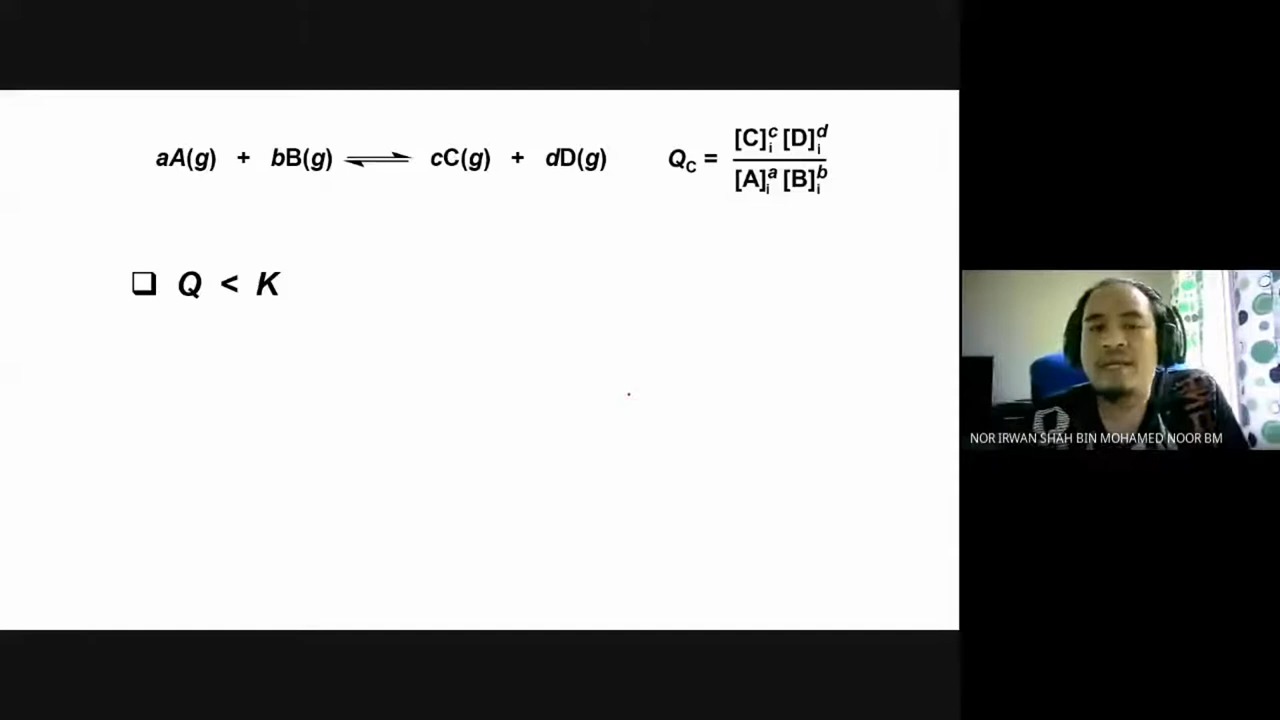 aA(g) + bB(g) ⇌ cC(g) + dD(g) Q_C = [C]_i^c [D]_i^d / [A]_i^a [B]_i^b
❑ Q < K
NOR IRWAN SHAH BIN MOHAMED NOOR BM